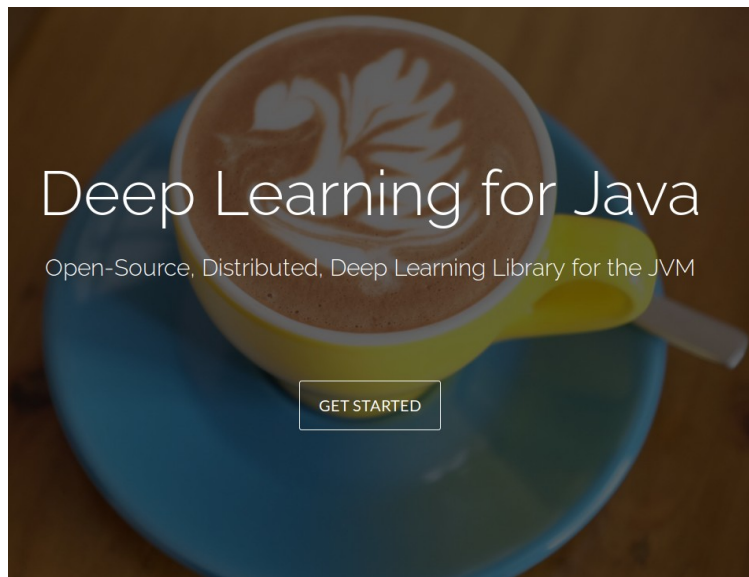 Deep Learning for Java
Open-Source, Distributed, Deep Learning Library for the JVM
GET STARTED